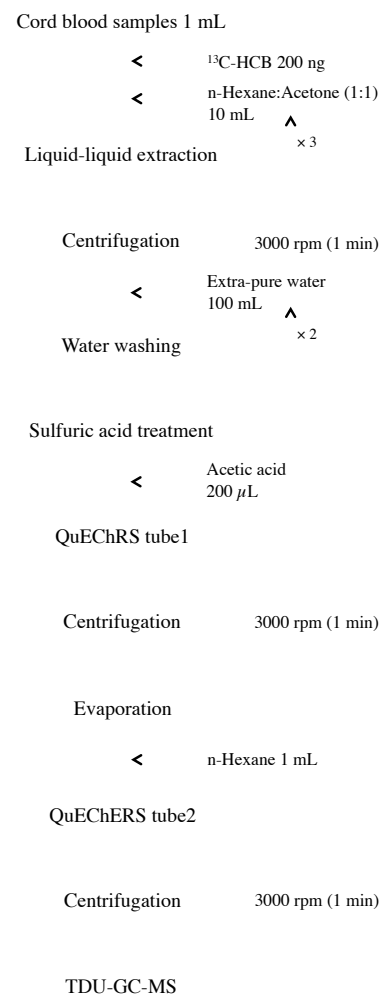 Cord blood samples 1 mL
< ¹³C-HCB 200 ng
< n-Hexane:Acetone (1:1)
10 mL
× 3
Liquid-liquid extraction
Centrifugation 3000 rpm (1 min)
< Extra-pure water
100 mL
× 2
Water washing
Sulfuric acid treatment
< Acetic acid
200 µL
QuEChRS tube1
Centrifugation 3000 rpm (1 min)
Evaporation
< n-Hexane 1 mL
QuEChERS tube2
Centrifugation 3000 rpm (1 min)
TDU-GC-MS